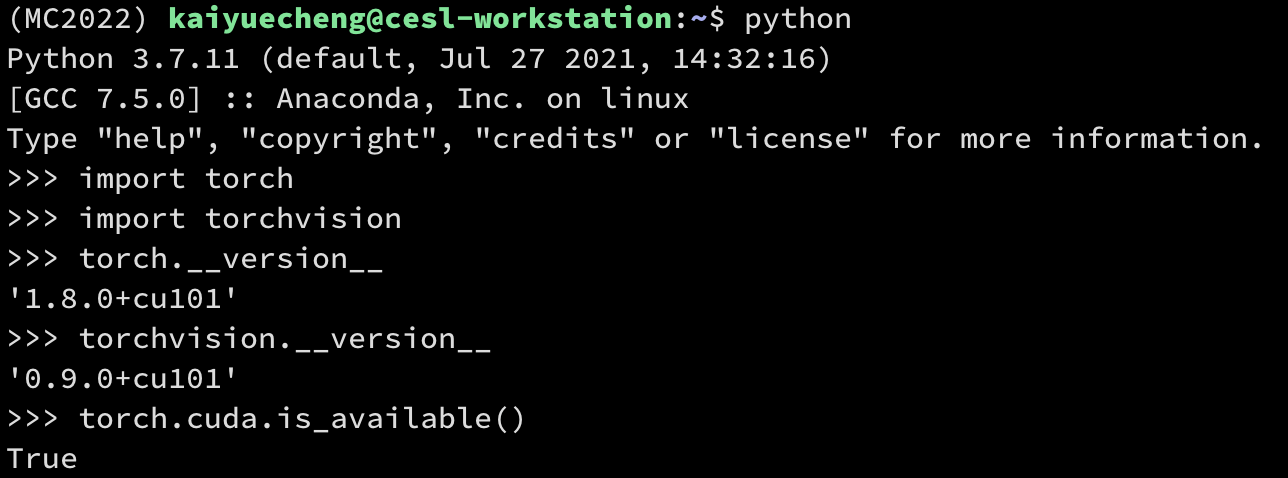 (MC2022) kaiyuecheng@cesl-workstation:~$ python
Python 3.7.11 (default, Jul 27 2021, 14:32:16)
[GCC 7.5.0] :: Anaconda, Inc. on linux
Type "help", "copyright", "credits" or "license" for more information.
>>> import torch
>>> import torchvision
>>> torch.__version__
'1.8.0+cu101'
>>> torchvision.__version__
'0.9.0+cu101'
>>> torch.cuda.is_available()
True